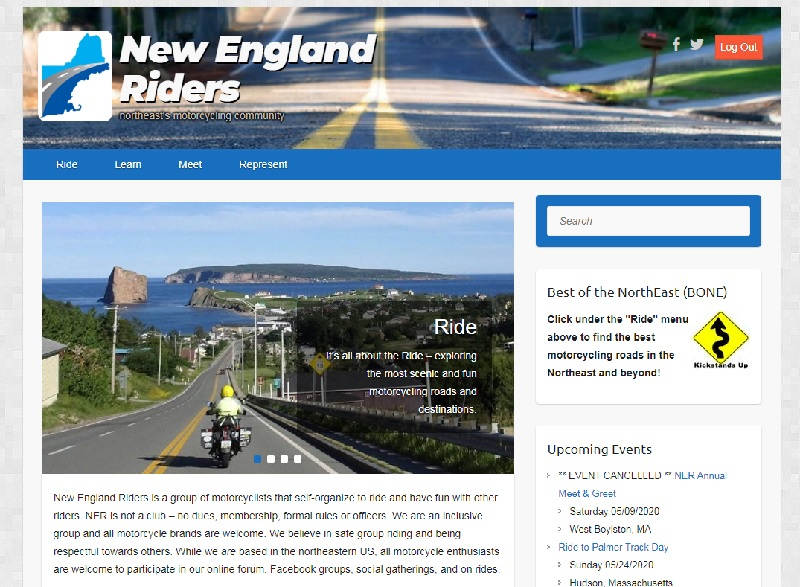 New England
Riders
northeast's motorcycling community
Log Out
Ride Learn Meet Represent
Search
Ride
It's all about the Ride – exploring
the most scenic and fun
motorcycling roads and
destinations.
Best of the NorthEast (BONE)
Click under the "Ride" menu
above to find the best
motorcycling roads in the
Northeast and beyond!
Kickstands Up
New England Riders is a group of motorcyclists that self-organize to ride and have fun with other
riders. NER is not a club – no dues, membership, formal rules or officers. We are an inclusive
group and all motorcycle brands are welcome. We believe in safe group riding and being
respectful towards others. While we are based in the northeastern US, all motorcycle enthusiasts
are welcome to participate in our online forum, Facebook groups, social gatherings, and on rides.
Upcoming Events
** EVENT CANCELLED ** NER Annual
Meet & Greet
Saturday 05/09/2020
West Boylston, MA
Ride to Palmer Track Day
Sunday 05/24/2020
Hudson, Massachusetts